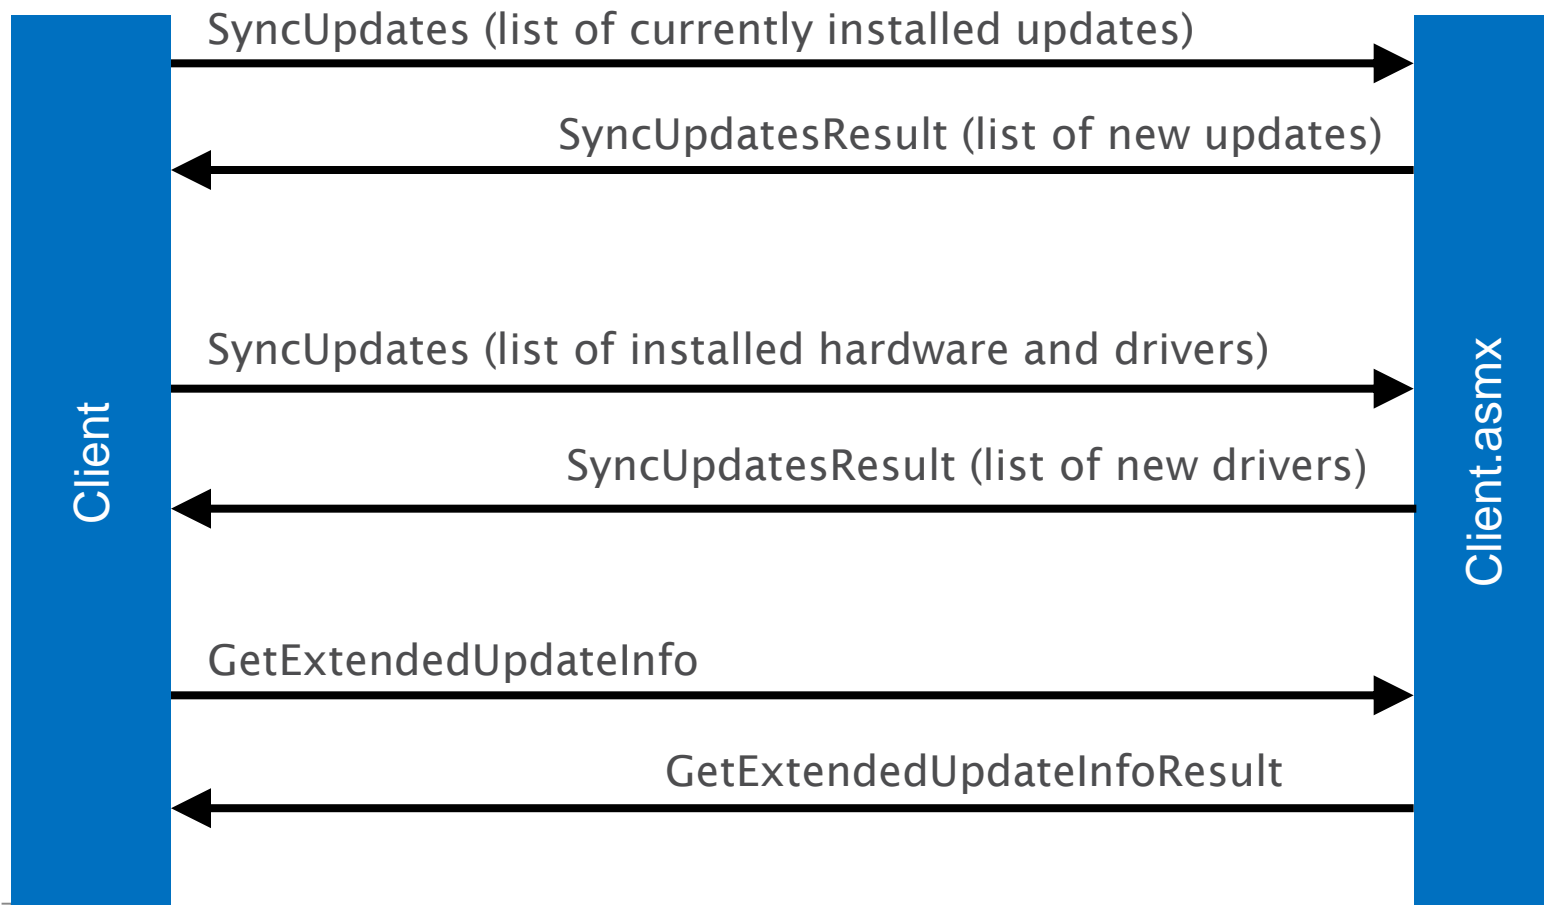 SyncUpdates (list of currently installed updates)
SyncUpdatesResult (list of new updates)
SyncUpdates (list of installed hardware and drivers)
SyncUpdatesResult (list of new drivers)
GetExtendedUpdateInfo
GetExtendedUpdateInfoResult
Client
Client.asmx